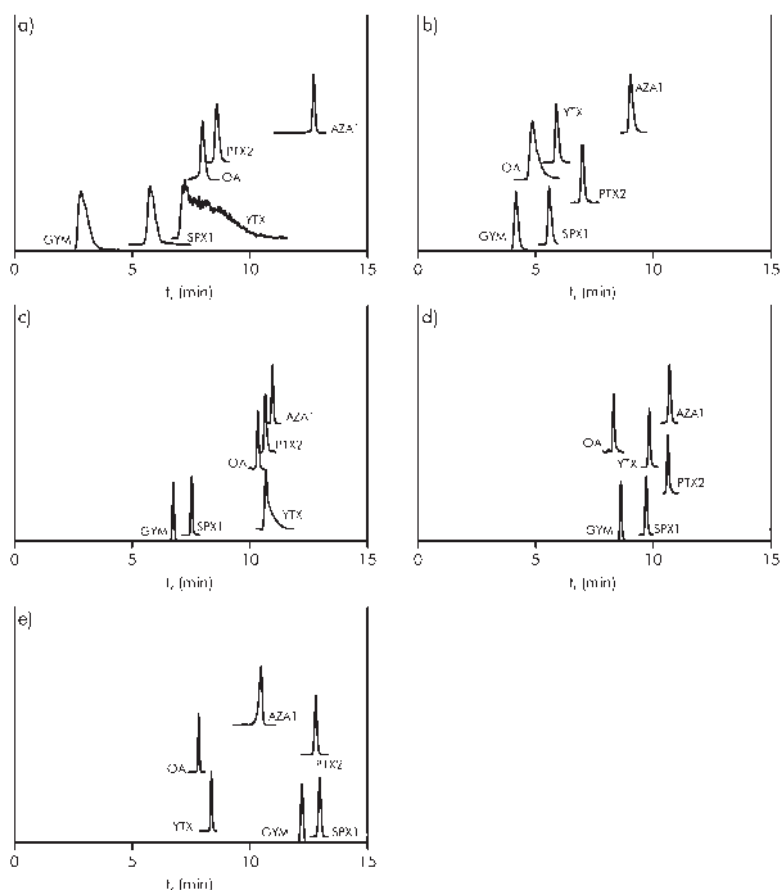 a)
AZA1
PTX2
OA
YTX
GYM
SPX1
0 5 10 15
t, (min)
b)
AZA1
YTX
OA
PTX2
GYM
SPX1
0 5 10 15
t, (min)
c)
AZA1
PTX2
OA
GYM
SPX1
YTX
0 5 10 15
t, (min)
d)
AZA1
OA
YTX
PTX2
GYM
SPX1
0 5 10 15
t, (min)
e)
AZA1
OA
PTX2
YTX
GYM
SPX1
0 5 10 15
t, (min)